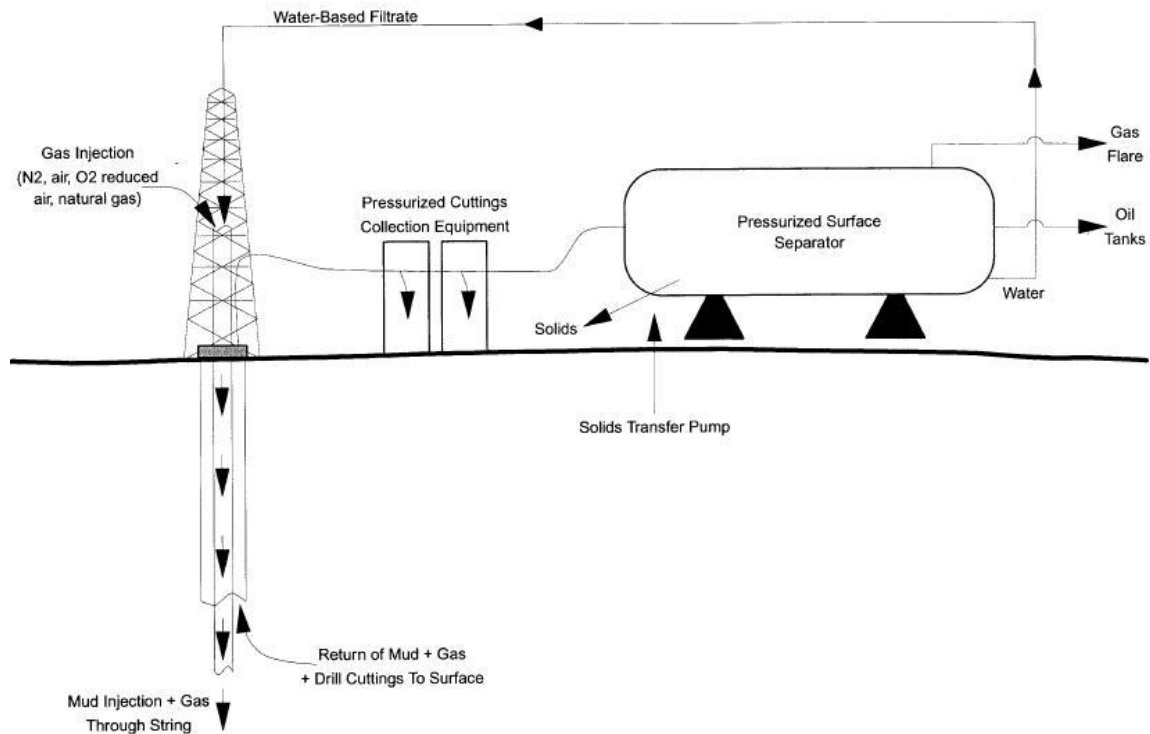 Water-Based Filtrate
Gas Injection
(N2, air, O2 reduced
air, natural gas)
Pressurized Cuttings
Collection Equipment
Pressurized Surface
Separator
Gas
Flare
Oil
Tanks
Water
Solids
Solids Transfer Pump
Return of Mud + Gas
+ Drill Cuttings To Surface
Mud Injection + Gas
Through String